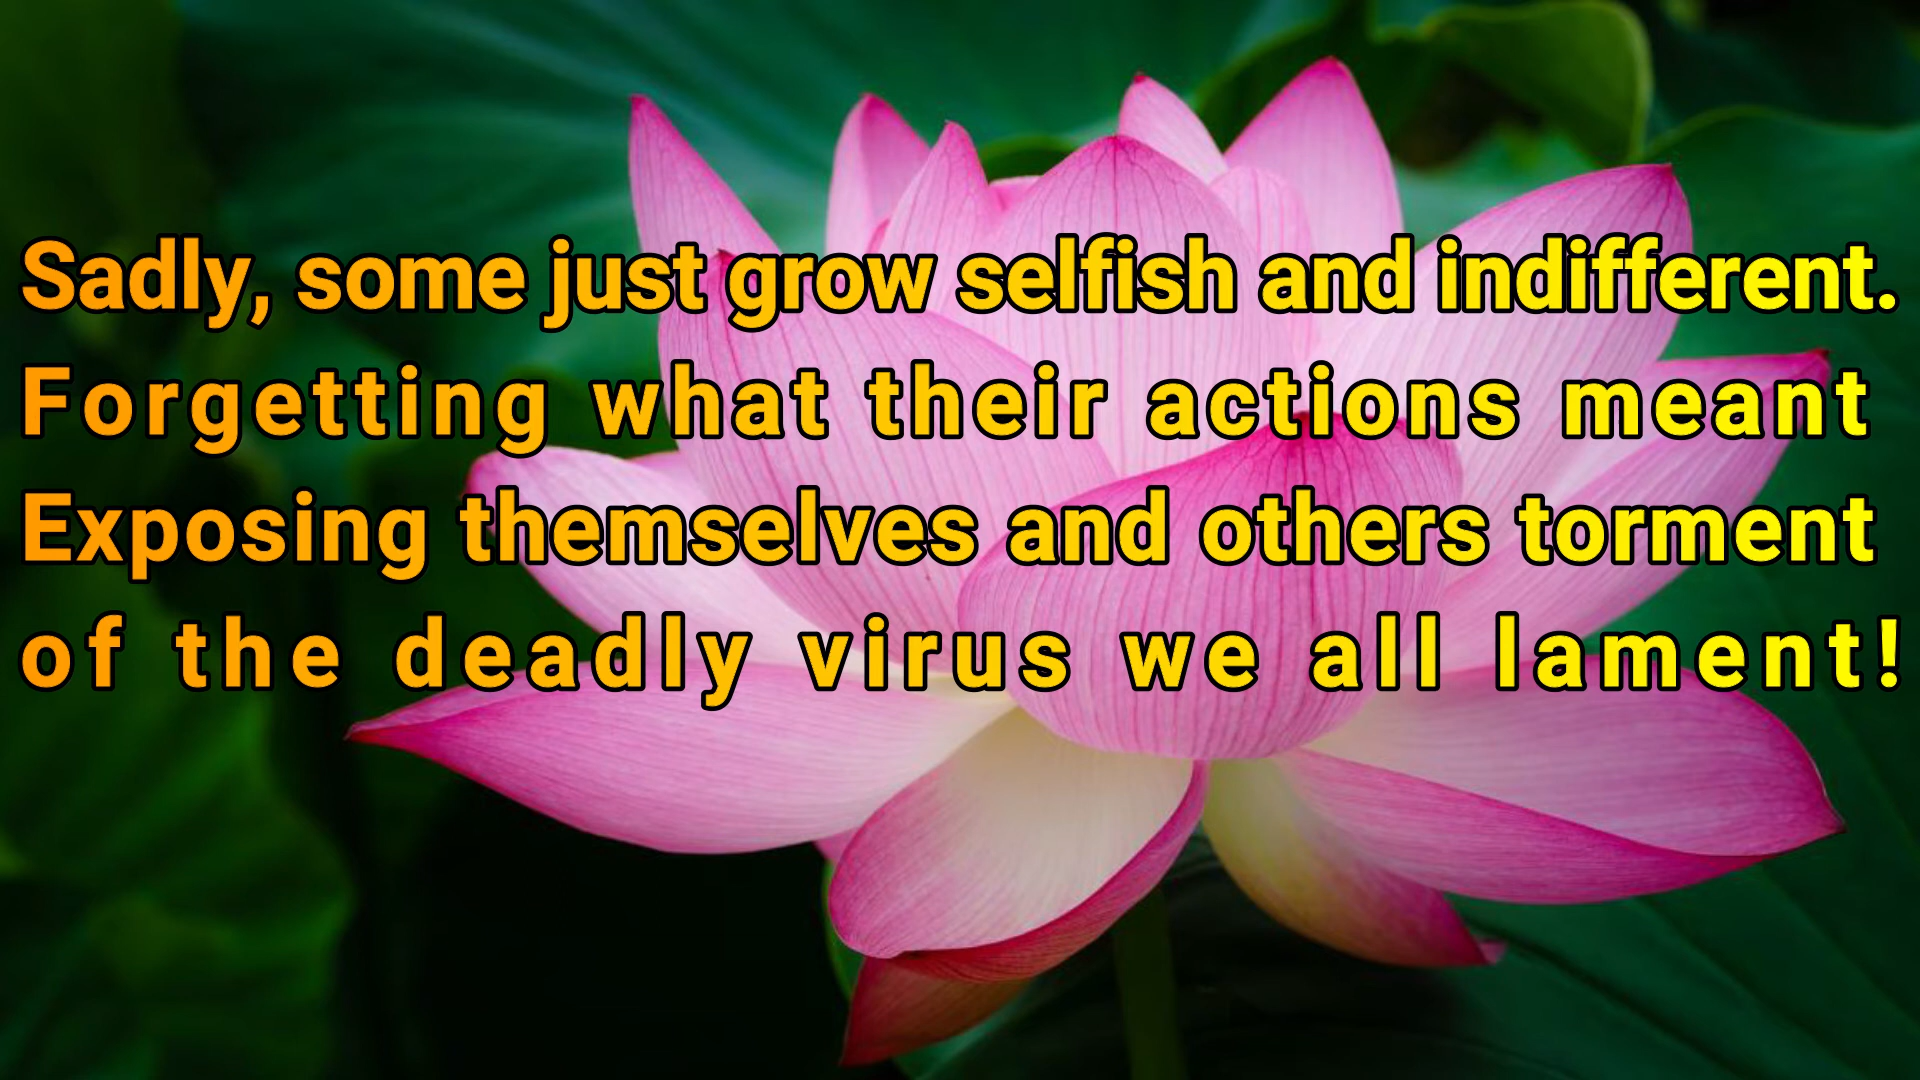 Sadly, some just grow selfish and indifferent.
Forgetting what their actions meant
Exposing themselves and others torment
of the deadly virus we all lament!